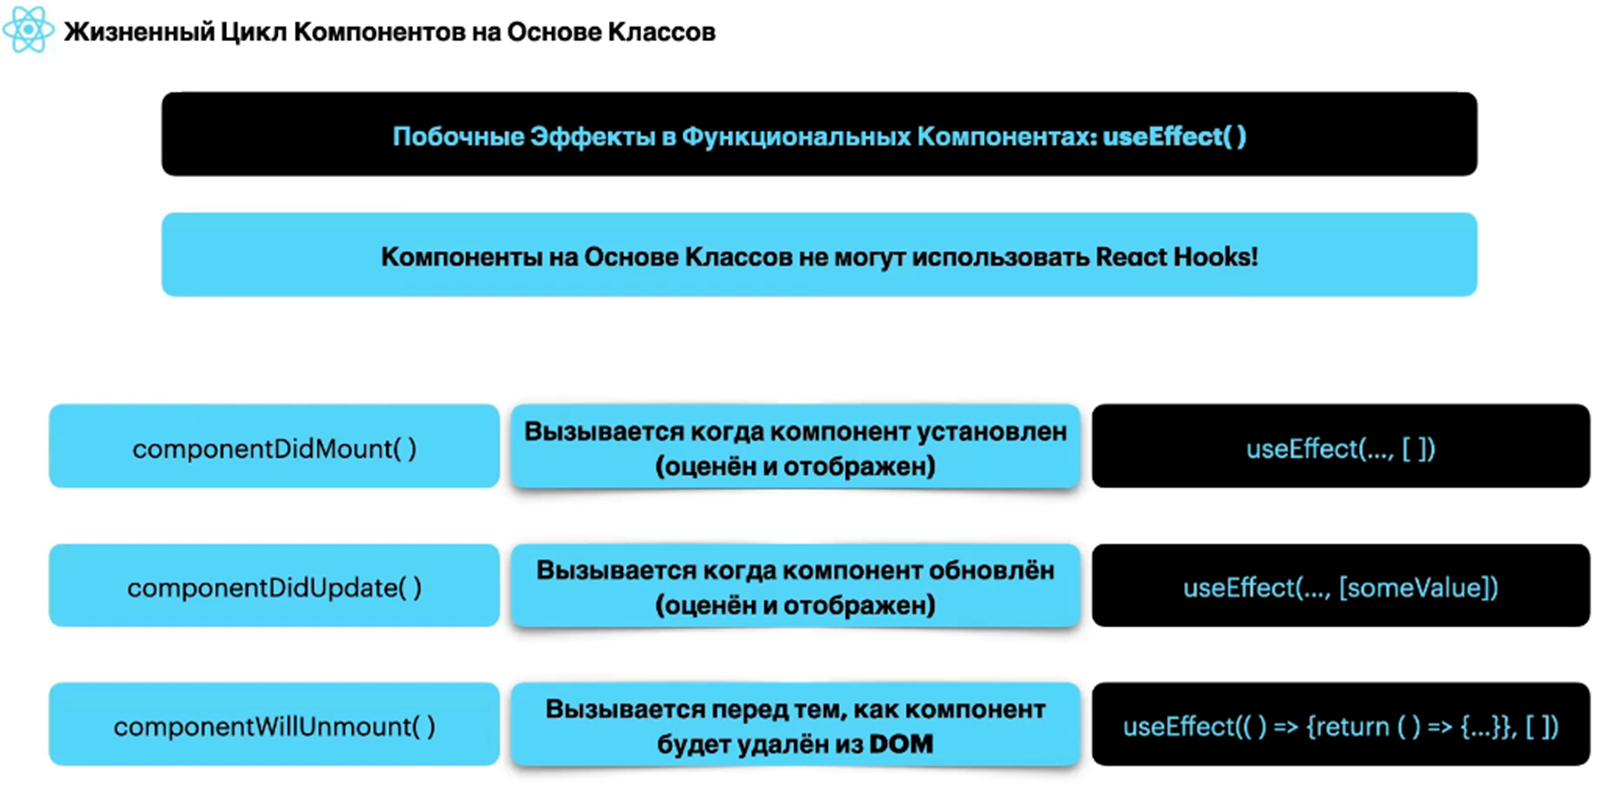 Жизненный Цикл Компонентов на Основе Классов
Побочные Эффекты в Функциональных Компонентах: useEffect( )
Компоненты на Основе Классов не могут использовать React Hooks!
componentDidMount( )
Вызывается когда компонент установлен
(оценён и отображен)
useEffect(..., [ ])
componentDidUpdate( )
Вызывается когда компонент обновлён
(оценён и отображен)
useEffect(..., [someValue])
componentWillUnmount( )
Вызывается перед тем, как компонент
будет удалён из DOM
useEffect(( ) => {return ( ) => {...}}, [ ])